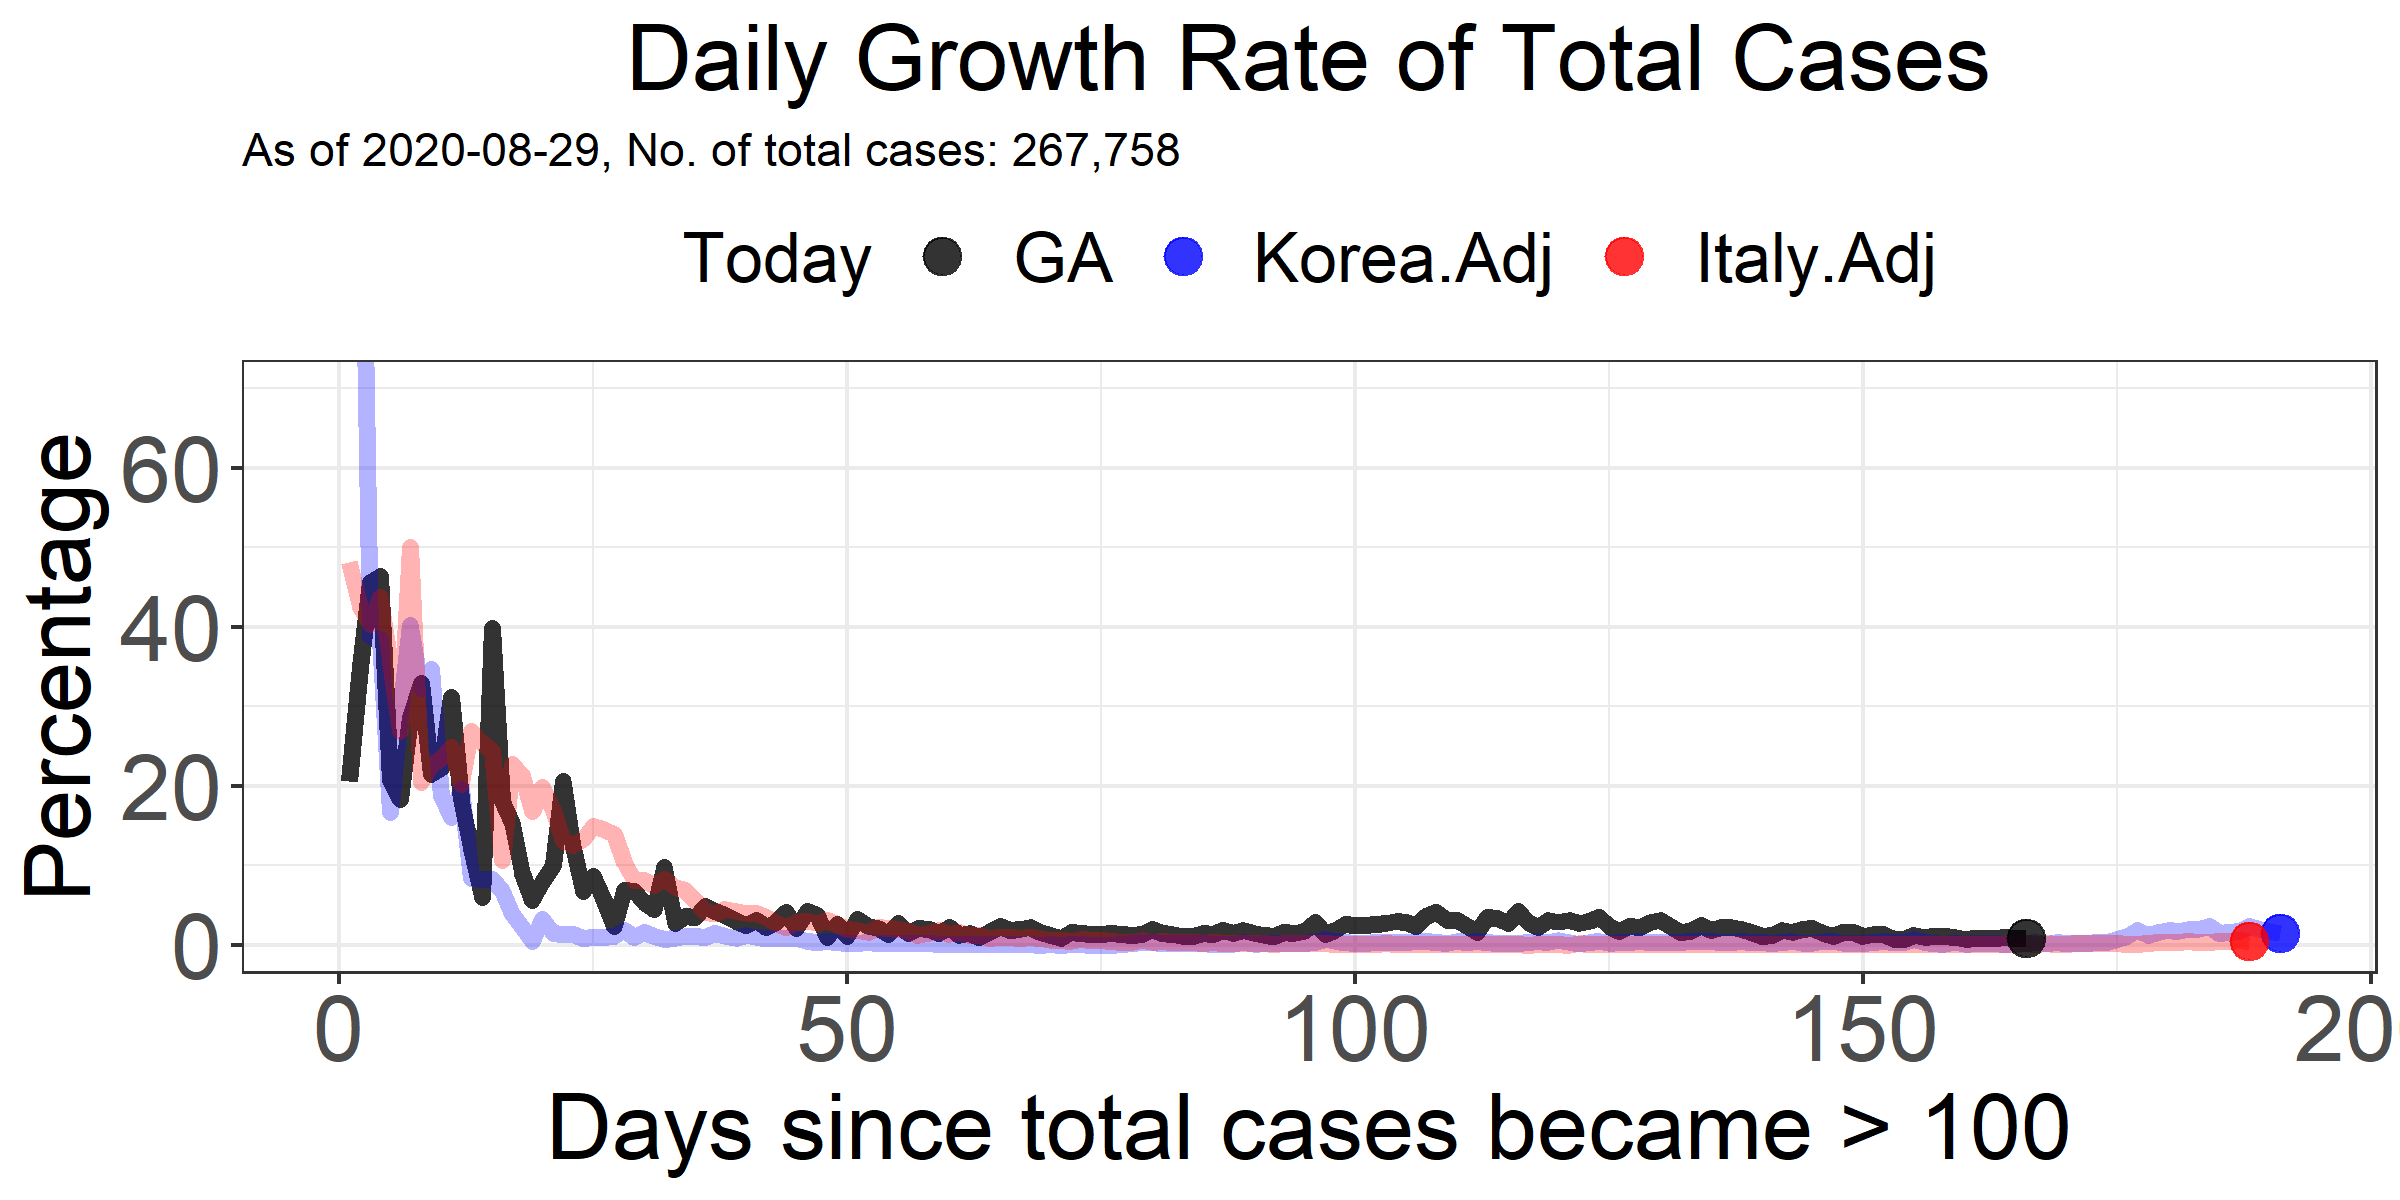 Daily Growth Rate of Total Cases
As of 2020-08-29, No. of total cases: 267,758
Today GA Korea.Adj Italy.Adj
Percentage
60
40
20
0
0 50 100 150 20
Days since total cases became > 100